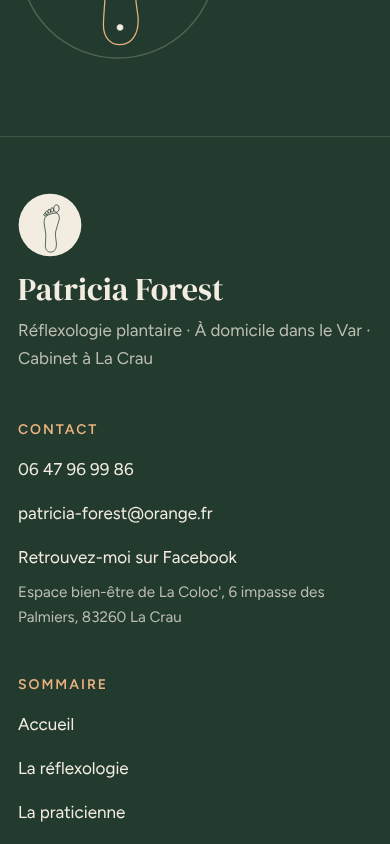 Patricia Forest
Réflexologie plantaire · À domicile dans le Var ·
Cabinet à La Crau
CONTACT
06 47 96 99 86
patricia-forest@orange.fr
Retrouvez-moi sur Facebook
Espace bien-être de La Coloc', 6 impasse des
Palmiers, 83260 La Crau
SOMMAIRE
Accueil
La réflexologie
La praticienne